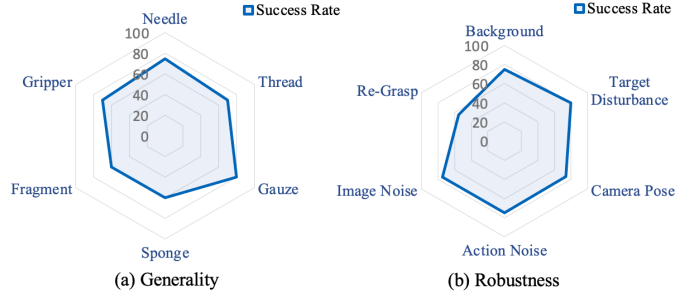 Success Rate
Needle
100
80
60
40
20
0
Gripper
Thread
Fragment
Gauze
Sponge
(a) Generality
Success Rate
Background
100
80
60
40
20
0
Re-Grasp
Target
Disturbance
Image Noise
Camera Pose
Action Noise
(b) Robustness